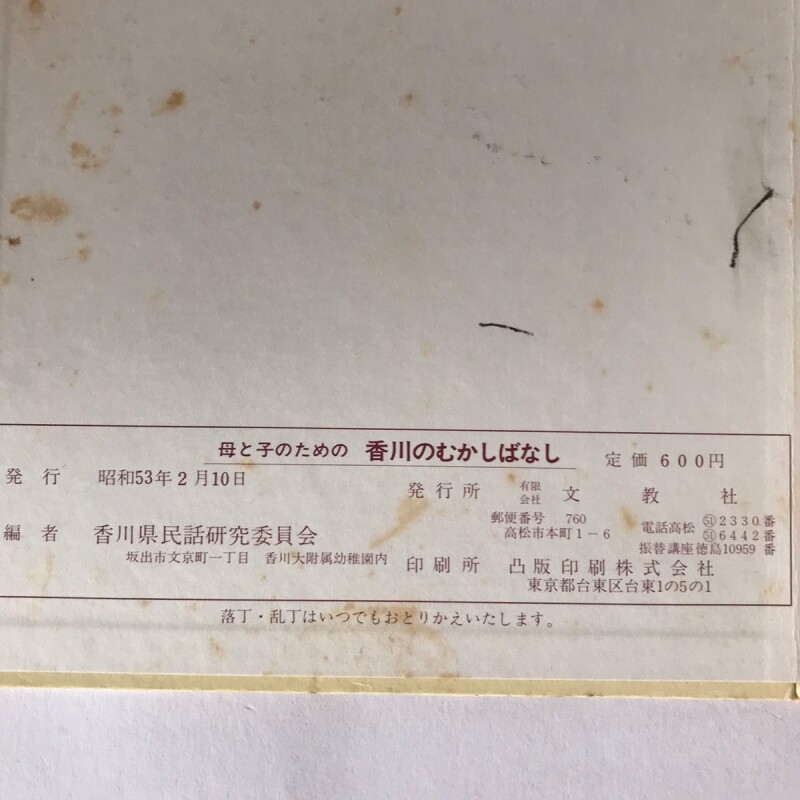 母と子のための 香川のむかしばなし 定価 600円
発行 昭和53年2月10日
編者 香川県民話研究委員会
坂出市文京町一丁目 香川大附属幼稚園内
発行所 有限会社 文教社
郵便番号 760
高松市本町1-6
電話高松 (51)2330番
(51)6442番
振替講座徳島10959番
印刷所 凸版印刷株式会社
東京都台東区台東1の5の1
落丁・乱丁はいつでもおとりかえいたします。